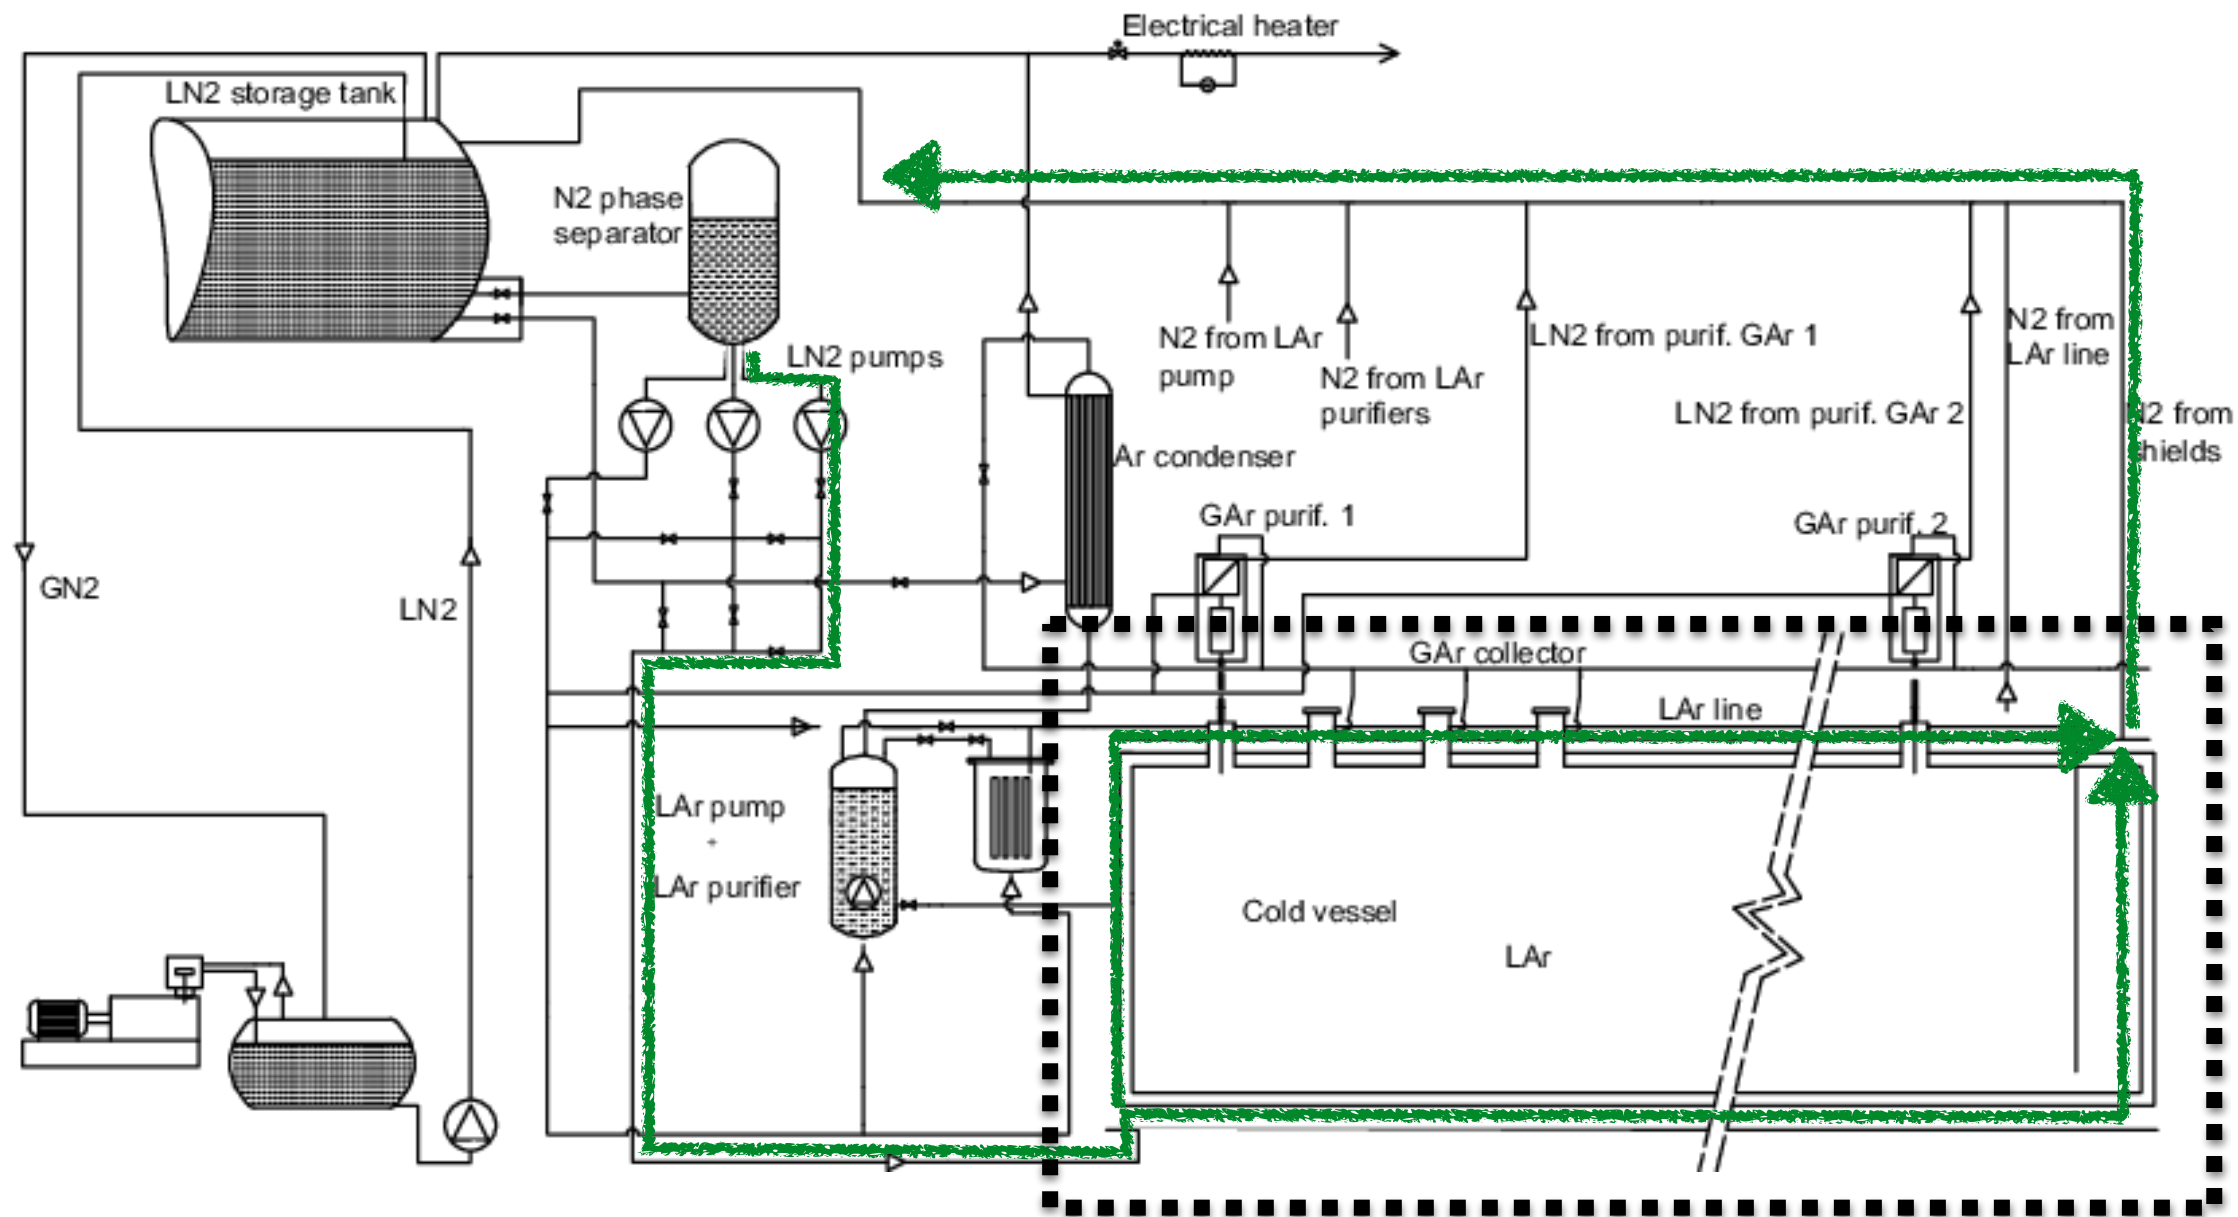 Electrical heater
LN2 storage tank
N2 phase
separator
LN2 pumps
N2 from LAr
pump
N2 from LAr
purifiers
LN2 from purif. GAr 1
LN2 from purif. GAr 2
N2 from
LAr line
N2 from
hields
Ar condenser
GAr purif. 1
GAr purif. 2
GN2
LN2
GAr collector
LAr line
LAr pump
+
LAr purifier
Cold vessel
LAr